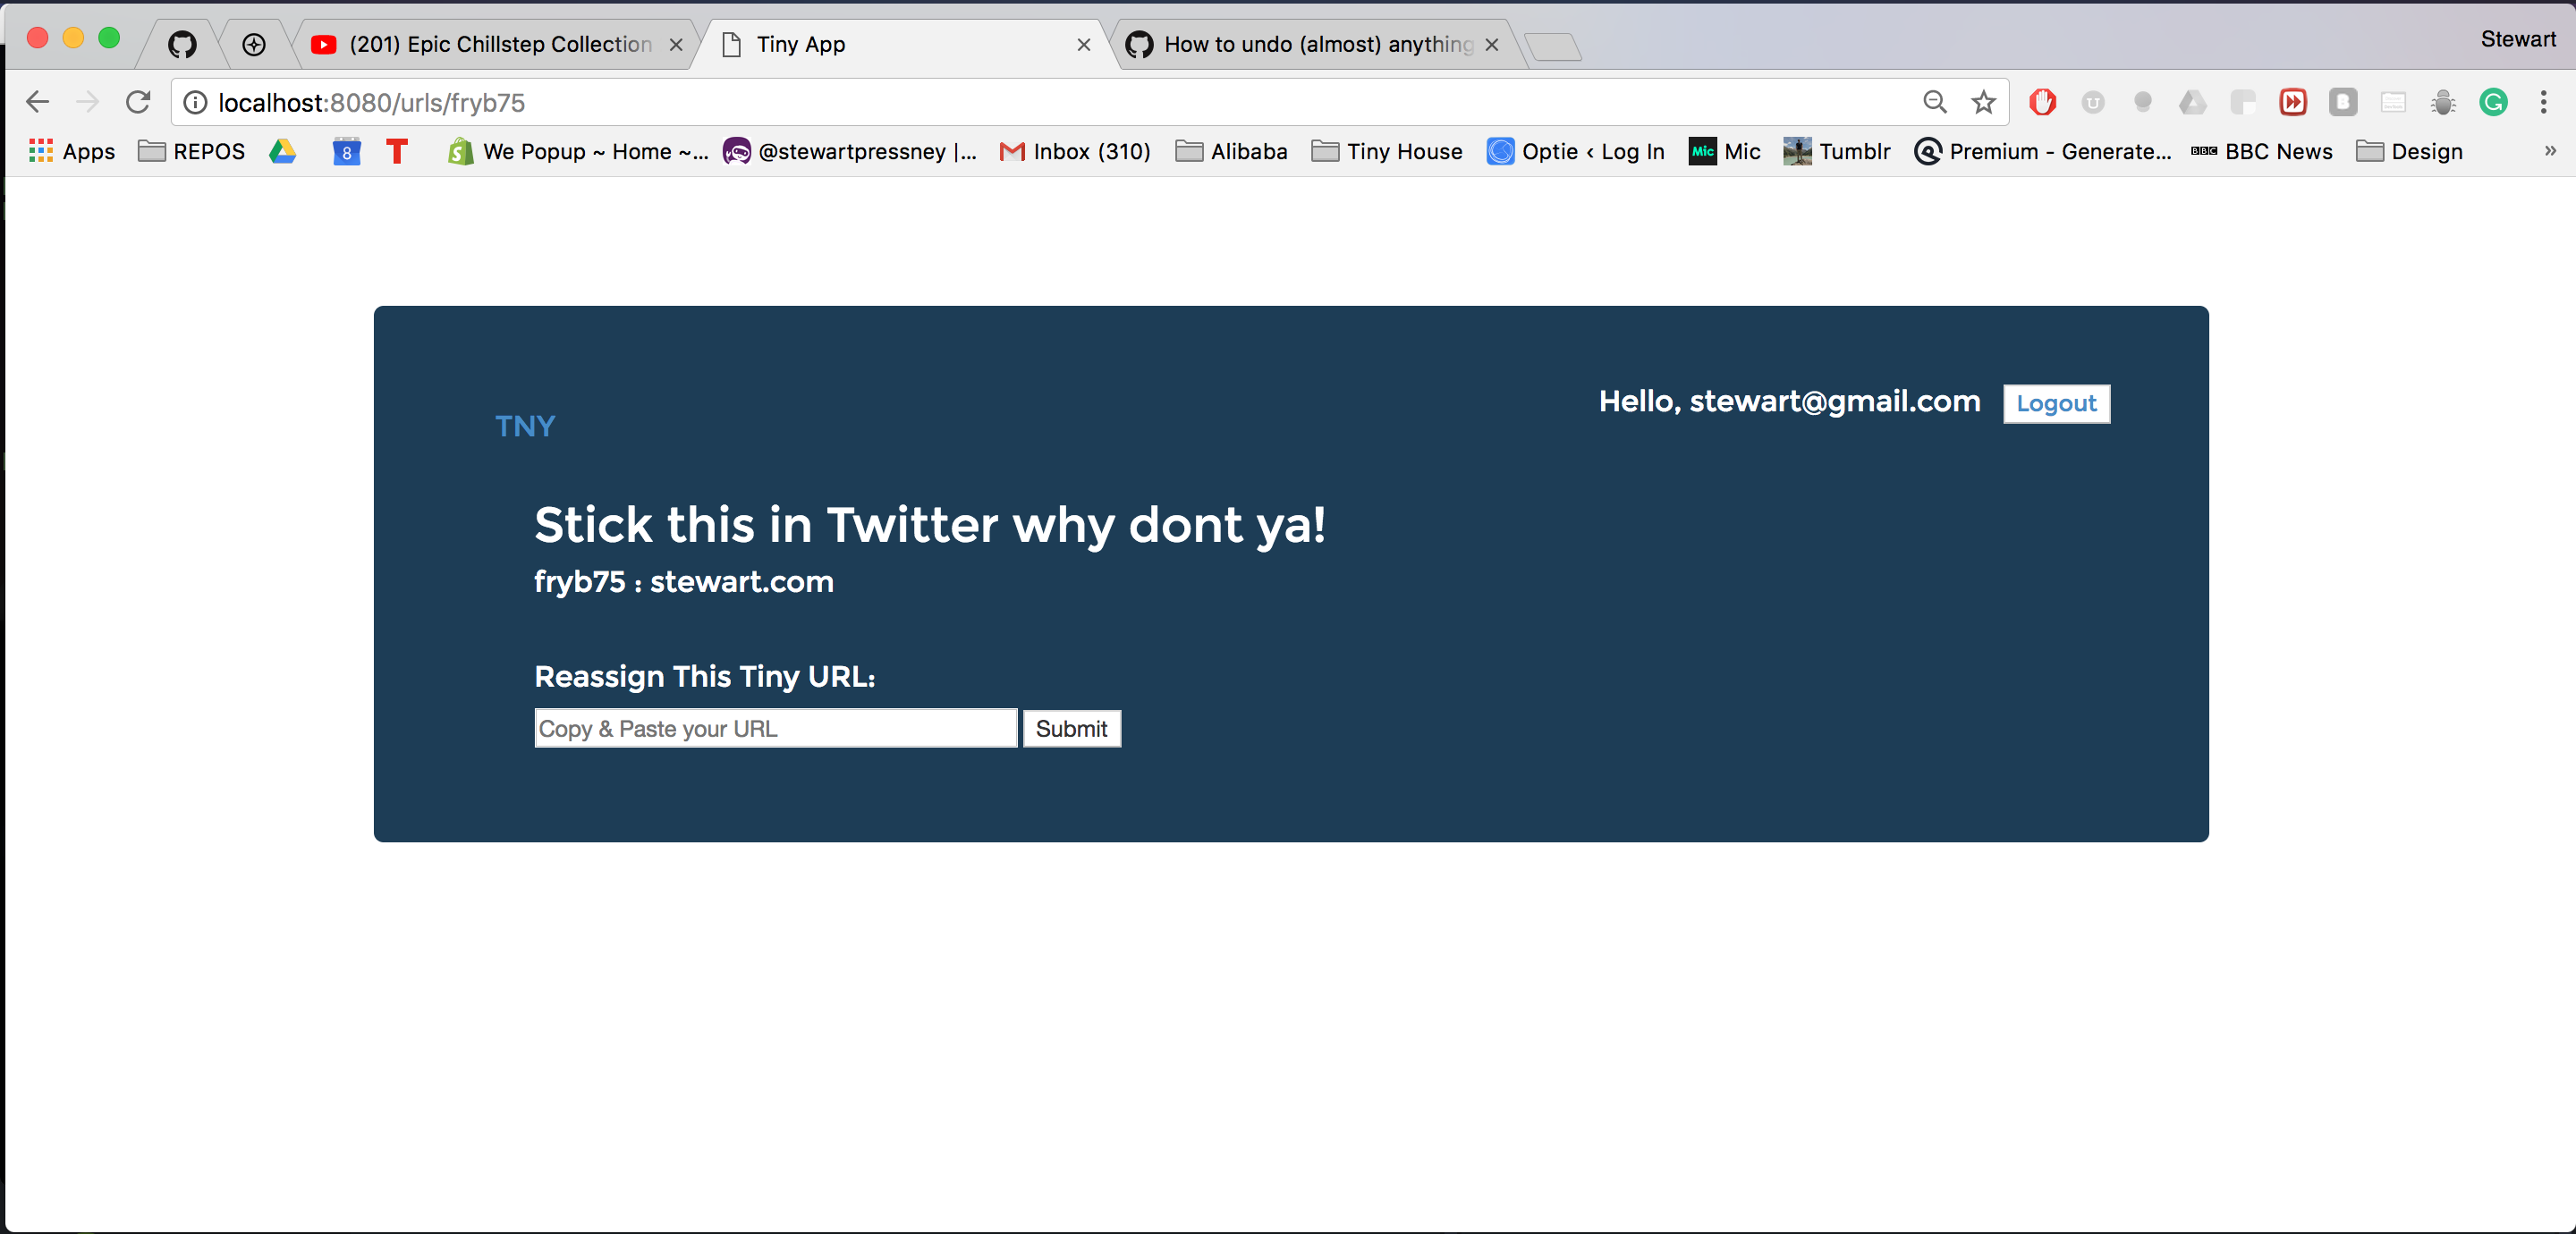 (201) Epic Chillstep Collection
Tiny App
How to undo (almost) anything
Stewart
localhost:8080/urls/fryb75
Apps
REPOS
8
We Popup ~ Home ~...
@stewartpressney |...
Inbox (310)
Alibaba
Tiny House
Optie ‹ Log In
Mic
Mic
Tumblr
Premium - Generate...
BBC
BBC News
Design
»
Hello, stewart@gmail.com
Logout
TNY
Stick this in Twitter why dont ya!
fryb75 : stewart.com
Reassign This Tiny URL:
Copy & Paste your URL
Submit